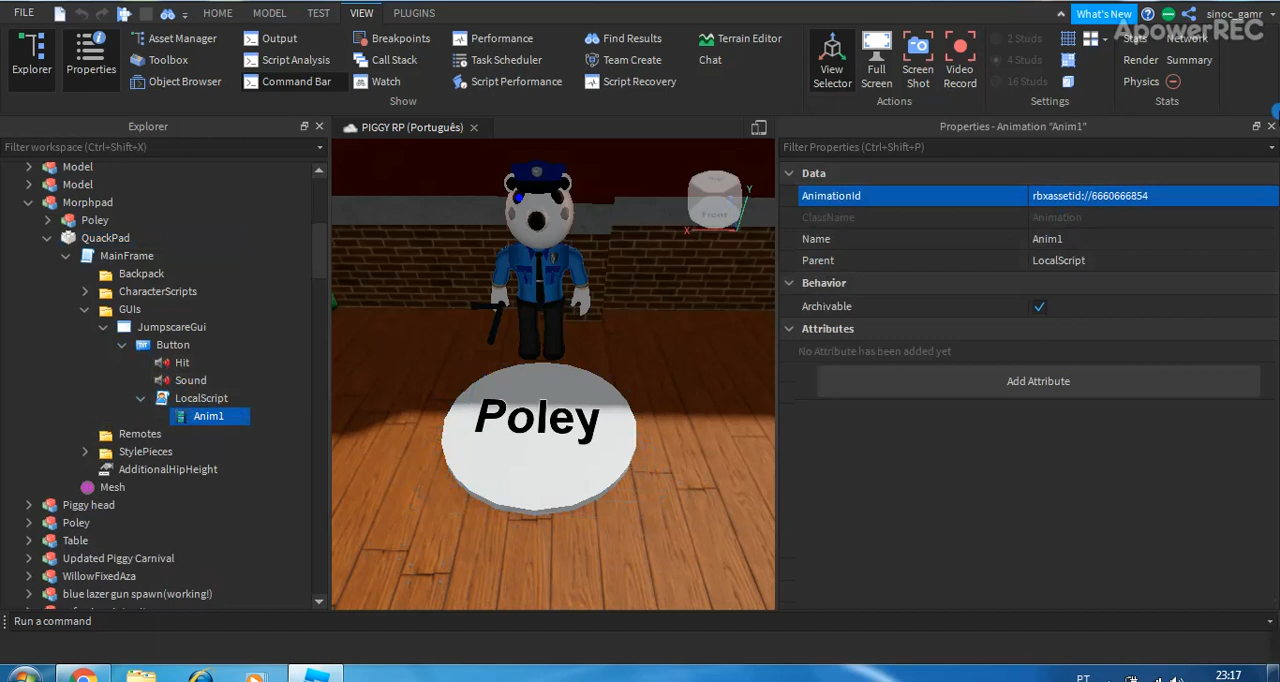 FILE HOME MODEL TEST VIEW PLUGINS What's New ? sinoc_gamr
ApowerREC
Explorer
Properties
Asset Manager
Toolbox
Object Browser
Output
Script Analysis
Command Bar
Breakpoints
Call Stack
Watch
Performance
Task Scheduler
Script Performance
Find Results
Team Create
Script Recovery
Terrain Editor
Chat
Show
View Selector
Full Screen
Screen Shot
Video Record
Actions
2 Studs
4 Studs
16 Studs
Settings
Stats Network
Render Summary
Physics
Stats
Explorer
Filter workspace (Ctrl+Shift+X)
Model
Model
Morphpad
Poley
QuackPad
MainFrame
Backpack
CharacterScripts
GUIs
JumpscareGui
Button
Hit
Sound
LocalScript
Anim1
Remotes
StylePieces
AdditionalHipHeight
Mesh
Piggy head
Poley
Table
Updated Piggy Carnival
WillowFixedAza
blue lazer gun spawn(working!)
PIGGY RP (Português)
Front
Y
X
Poley
Properties - Animation "Anim1"
Filter Properties (Ctrl+Shift+P)
Data
AnimationId rbxassetid://6660666854
ClassName Animation
Name Anim1
Parent LocalScript
Behavior
Archivable
Attributes
No Attribute has been added yet
Add Attribute
Run a command
PT
23:17